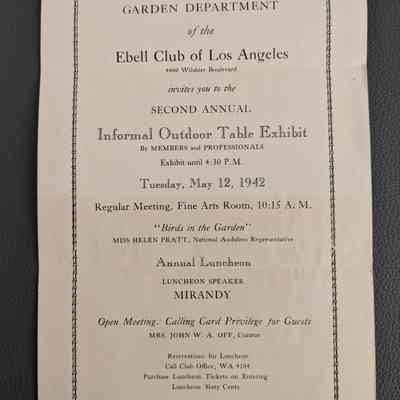 GARDEN DEPARTMENT
of the
Ebell Club of Los Angeles
4400 Wilshire Boulevard
invites you to the
SECOND ANNUAL
Informal Outdoor Table Exhibit
By MEMBERS and PROFESSIONALS
Exhibit until 4:30 P.M.
Tuesday, May 12, 1942
Regular Meeting, Fine Arts Room, 10:15 A. M.
"Birds in the Garden"
MISS HELEN PRATT, National Audubon Representative
Annual Luncheon
LUNCHEON SPEAKER
MIRANDY
Open Meeting. Calling Card Privilege for Guests
MRS. JOHN W. A. OFF, Curator
Reservations for Luncheon
Call Club Office, WA 9104
Purchase Luncheon Tickets on Entering
Luncheon Sixty Cents